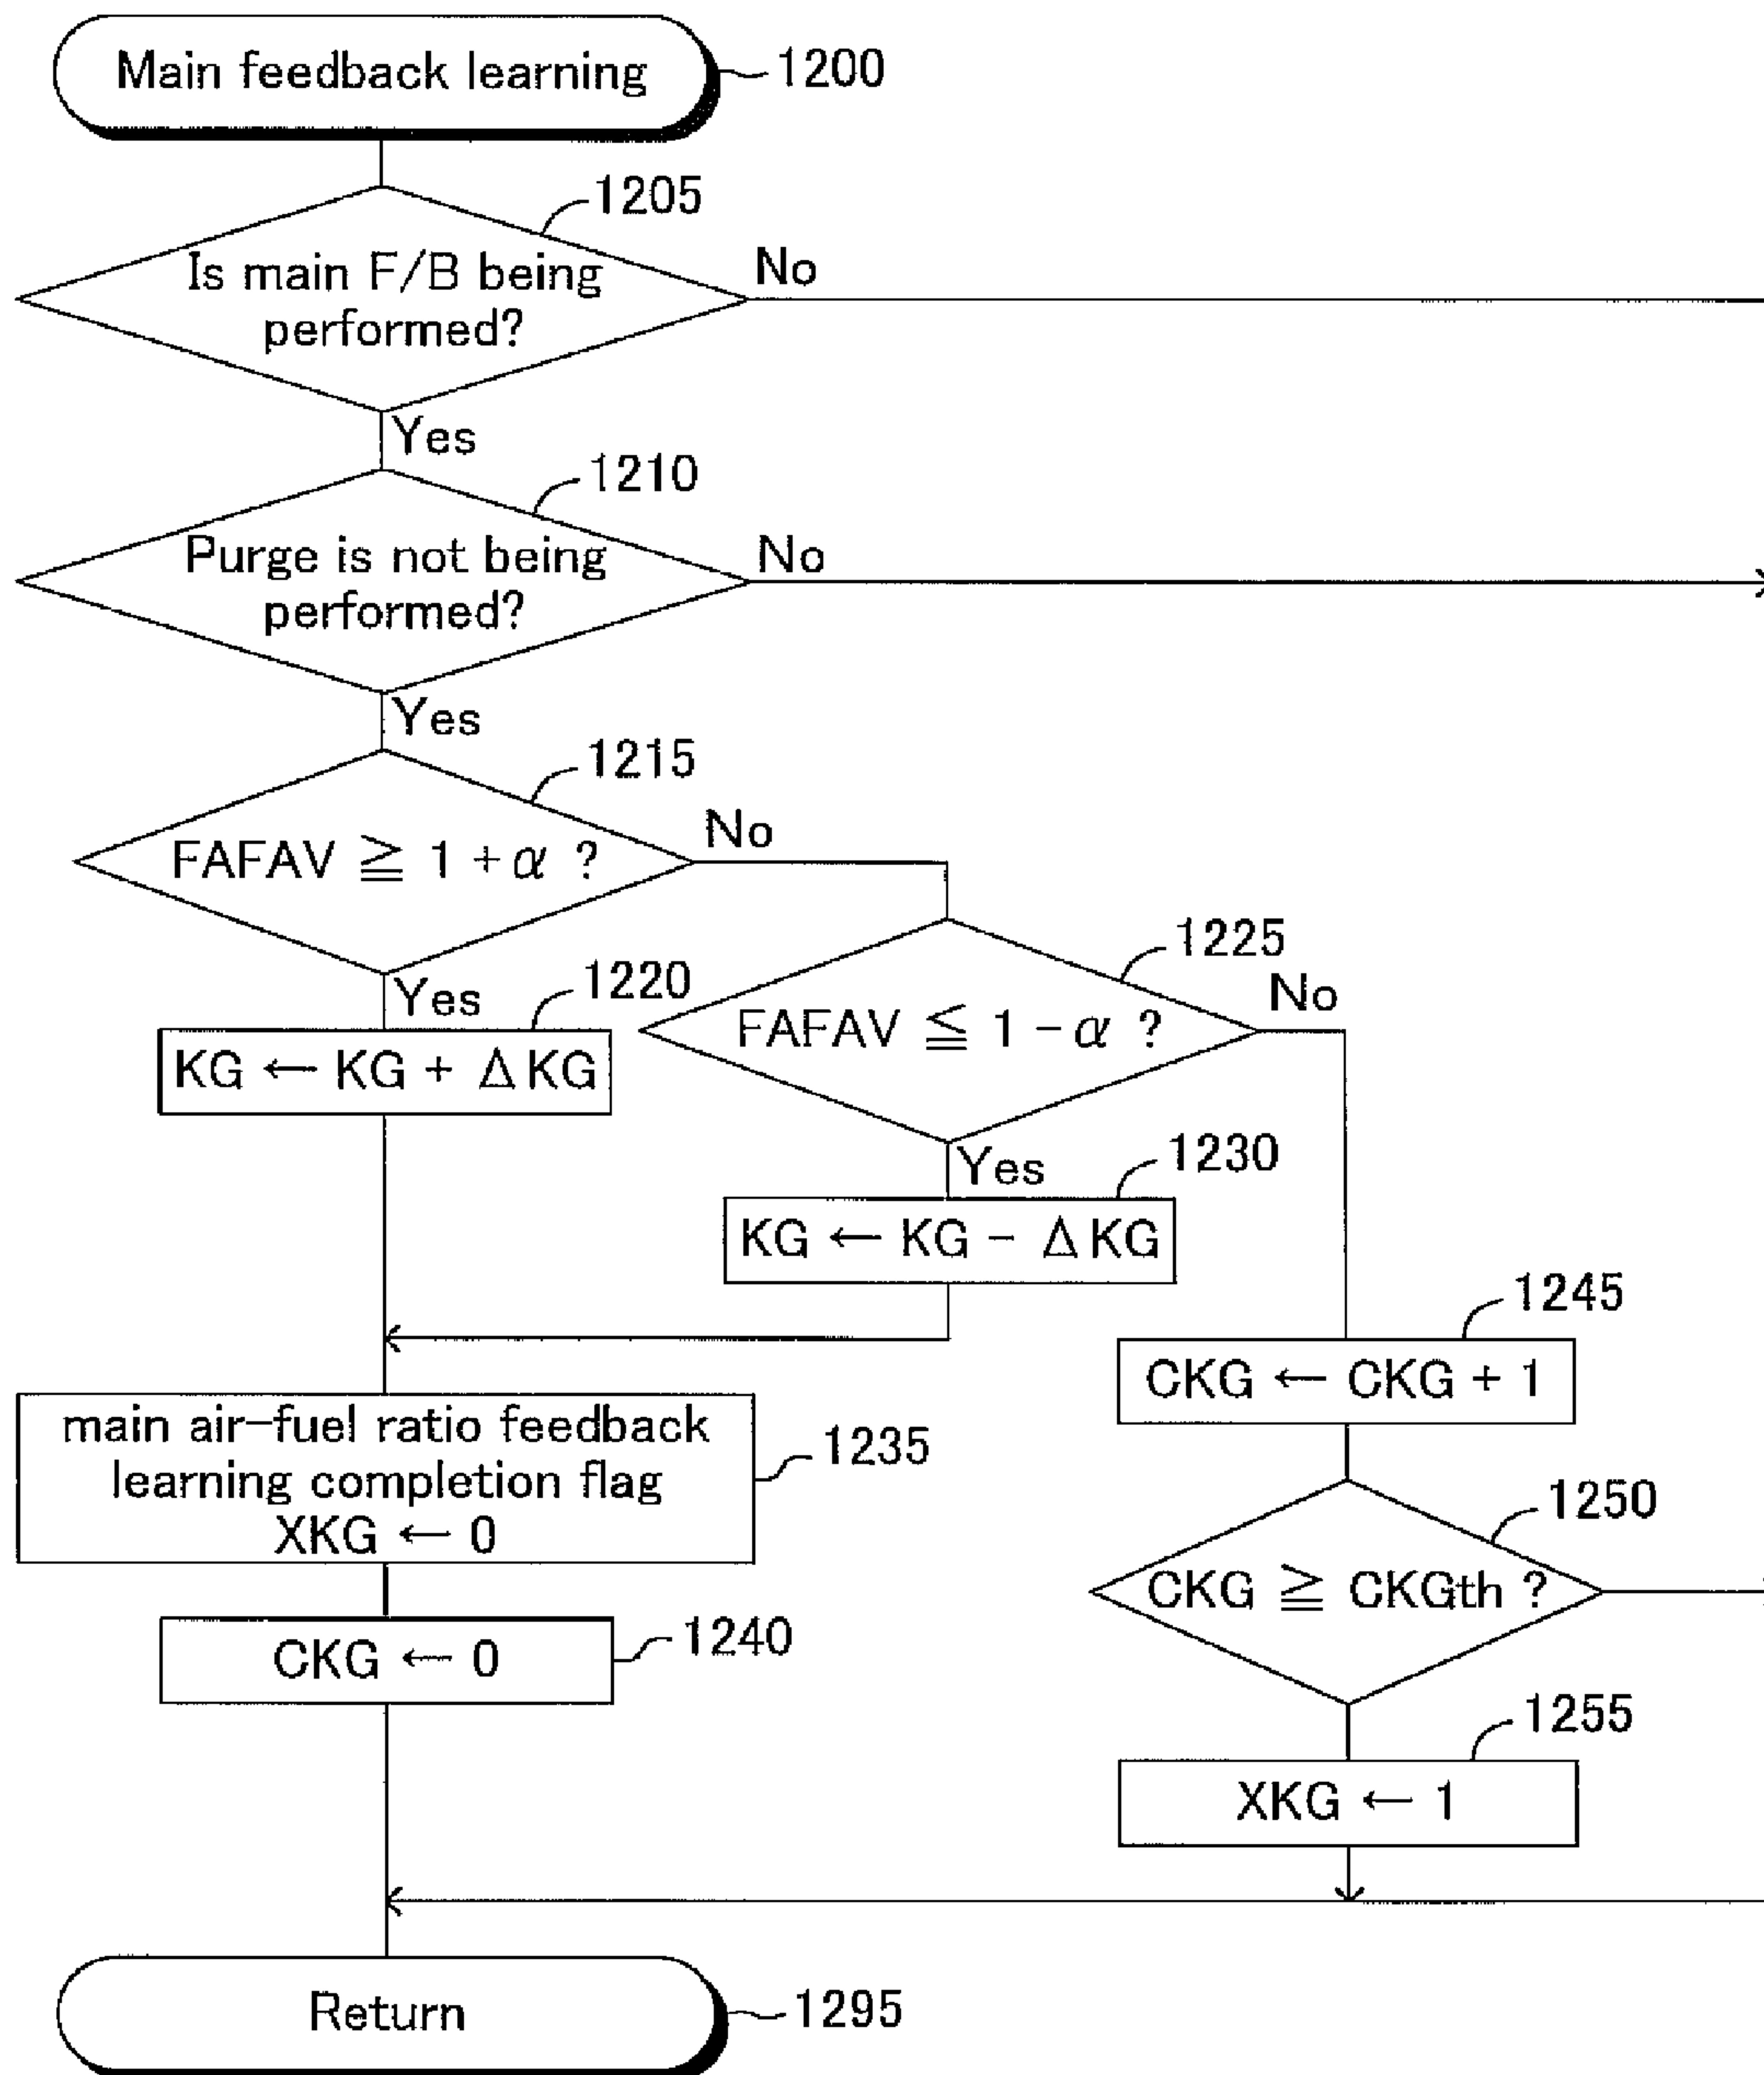 Main feedback learning
1200
1205
Is main F/B being
performed?
No
Yes
1210
Purge is not being
performed?
No
Yes
1215
FAFAV ≧ 1 + α ?
No
Yes
1220
KG ← KG + Δ KG
1225
FAFAV ≦ 1 - α ?
No
Yes
1230
KG ← KG - Δ KG
main air-fuel ratio feedback
learning completion flag
XKG ← 0
1235
CKG ← 0
1240
1245
CKG ← CKG + 1
1250
CKG ≧ CKGth ?
1255
XKG ← 1
Return
1295